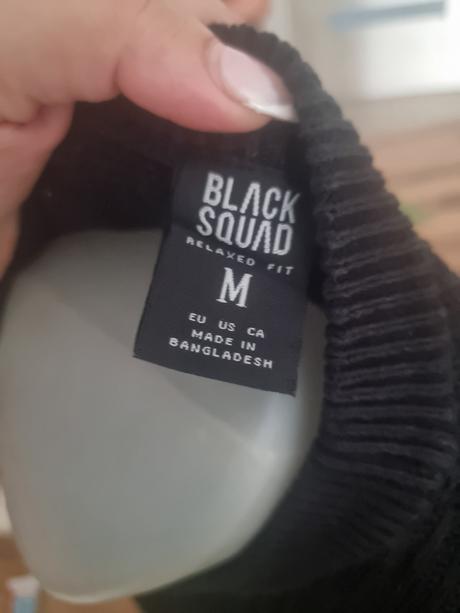 BLACK
SQUAD
RELAXED FIT
M
EU US CA
MADE IN
BANGLADESH